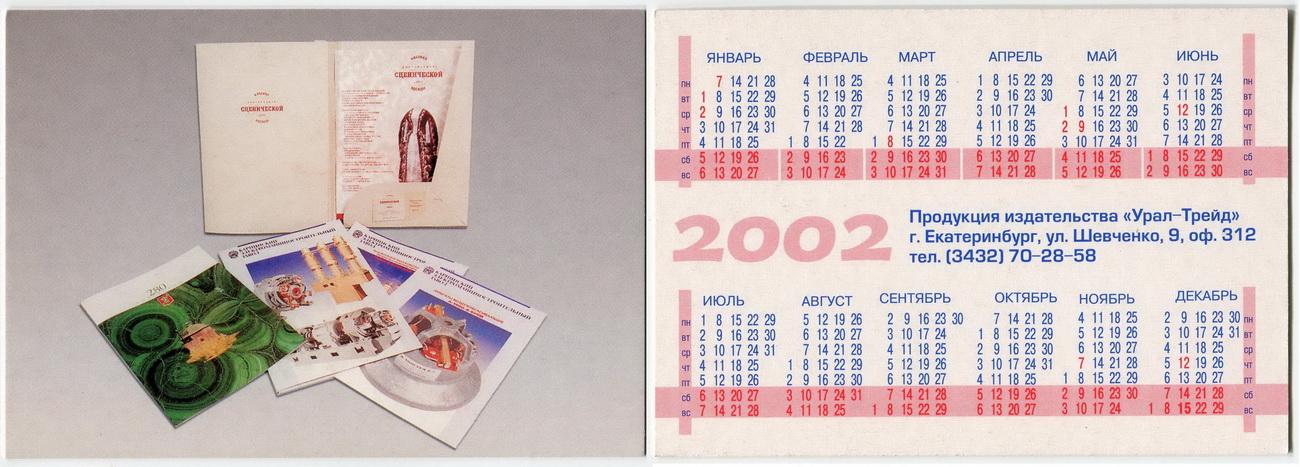 СЦЕНИЧЕСКОЙ
СЦЕНИЧЕСКОЙ
280
КАРПИНСКИЙ
ЭЛЕКТРОМАШИНОСТРОИТЕЛЬНЫЙ
ЗАВОД
КАРПИНСКИЙ
КАРПИНСКИЙ
ЭЛЕКТРОМАШИНОСТРОИТЕЛЬНЫЙ
ЗАВОД
ЯНВАРЬ ФЕВРАЛЬ МАРТ АПРЕЛЬ МАЙ ИЮНЬ
пн 7 14 21 28 4 11 18 25 4 11 18 25 1 8 15 22 29 6 13 20 27 3 10 17 24 пн
вт 1 8 15 22 29 5 12 19 26 5 12 19 26 2 9 16 23 30 7 14 21 28 4 11 18 25 вт
ср 2 9 16 23 30 6 13 20 27 6 13 20 27 3 10 17 24 1 8 15 22 29 5 12 19 26 ср
чт 3 10 17 24 31 7 14 21 28 7 14 21 28 4 11 18 25 2 9 16 23 30 6 13 20 27 чт
пт 4 11 18 25 1 8 15 22 1 8 15 22 29 5 12 19 26 3 10 17 24 31 7 14 21 28 пт
сб 5 12 19 26 2 9 16 23 2 9 16 23 30 6 13 20 27 4 11 18 25 1 8 15 22 29 сб
вс 6 13 20 27 3 10 17 24 3 10 17 24 31 7 14 21 28 5 12 19 26 2 9 16 23 30 вс
2002
Продукция издательства «Урал-Трейд»
г. Екатеринбург, ул. Шевченко, 9, оф. 312
тел. (3432) 70-28-58
ИЮЛЬ АВГУСТ СЕНТЯБРЬ ОКТЯБРЬ НОЯБРЬ ДЕКАБРЬ
пн 1 8 15 22 29 5 12 19 26 2 9 16 23 30 7 14 21 28 4 11 18 25 2 9 16 23 30 пн
вт 2 9 16 23 30 6 13 20 27 3 10 17 24 1 8 15 22 29 5 12 19 26 3 10 17 24 31 вт
ср 3 10 17 24 31 7 14 21 28 4 11 18 25 2 9 16 23 30 6 13 20 27 4 11 18 25 ср
чт 4 11 18 25 1 8 15 22 29 5 12 19 26 3 10 17 24 31 7 14 21 28 5 12 19 26 чт
пт 5 12 19 26 2 9 16 23 30 6 13 20 27 4 11 18 25 1 8 15 22 29 6 13 20 27 пт
сб 6 13 20 27 3 10 17 24 31 7 14 21 28 5 12 19 26 2 9 16 23 30 7 14 21 28 сб
вс 7 14 21 28 4 11 18 25 1 8 15 22 29 6 13 20 27 3 10 17 24 1 8 15 22 29 вс